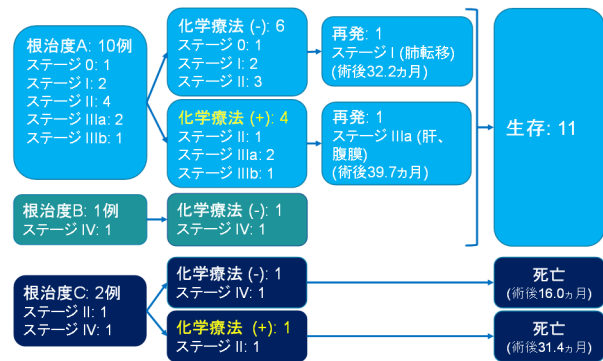 根治度A: 10例
ステージ 0: 1
ステージ I: 2
ステージ II: 4
ステージ IIIa: 2
ステージ IIIb: 1
化学療法 (-): 6
ステージ 0: 1
ステージ I: 2
ステージ II: 3
再発: 1
ステージ I (肺転移)
(術後32.2ヵ月)
化学療法 (+): 4
ステージ II: 1
ステージ IIIa: 2
ステージ IIIb: 1
再発: 1
ステージ IIIa (肝、
腹膜)
(術後39.7ヵ月)
生存: 11
根治度B: 1例
ステージ IV: 1
化学療法 (-): 1
ステージ IV: 1
根治度C: 2例
ステージ II: 1
ステージ IV: 1
化学療法 (-): 1
ステージ IV: 1
死亡
(術後16.0ヵ月)
化学療法 (+): 1
ステージ II: 1
死亡
(術後31.4ヵ月)